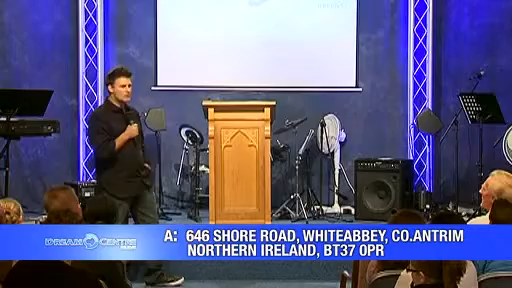 A: 646 SHORE ROAD, WHITEABBEY, CO.ANTRIM
NORTHERN IRELAND, BT37 0PR
DREAM CENTRE